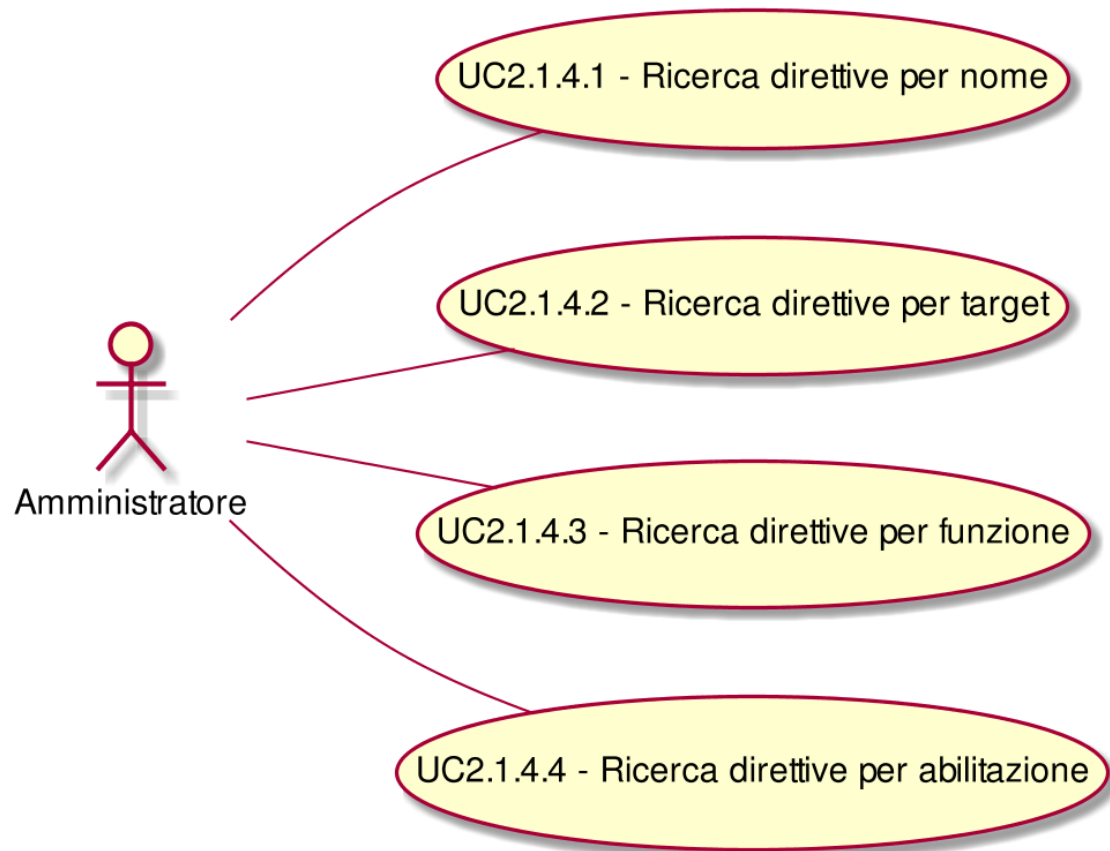 UC2.1.4.1 - Ricerca direttive per nome
UC2.1.4.2 - Ricerca direttive per target
Amministratore
UC2.1.4.3 - Ricerca direttive per funzione
UC2.1.4.4 - Ricerca direttive per abilitazione